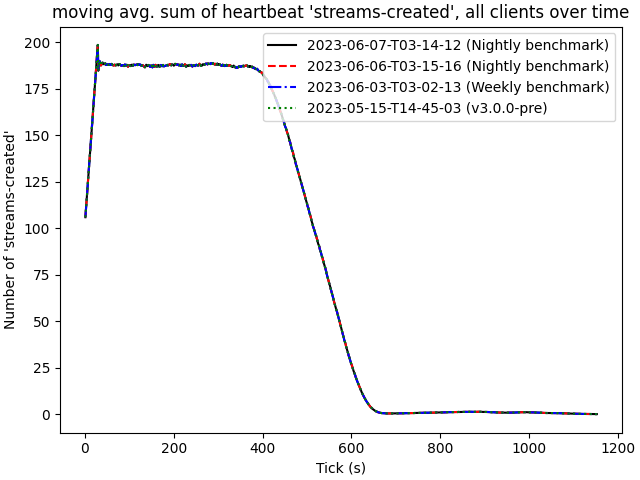 moving avg. sum of heartbeat 'streams-created', all clients over time
2023-06-07-T03-14-12 (Nightly benchmark)
2023-06-06-T03-15-16 (Nightly benchmark)
2023-06-03-T03-02-13 (Weekly benchmark)
2023-05-15-T14-45-03 (v3.0.0-pre)
Number of 'streams-created'
200
175
150
125
100
75
50
25
0
0 200 400 600 800 1000 1200
Tick (s)